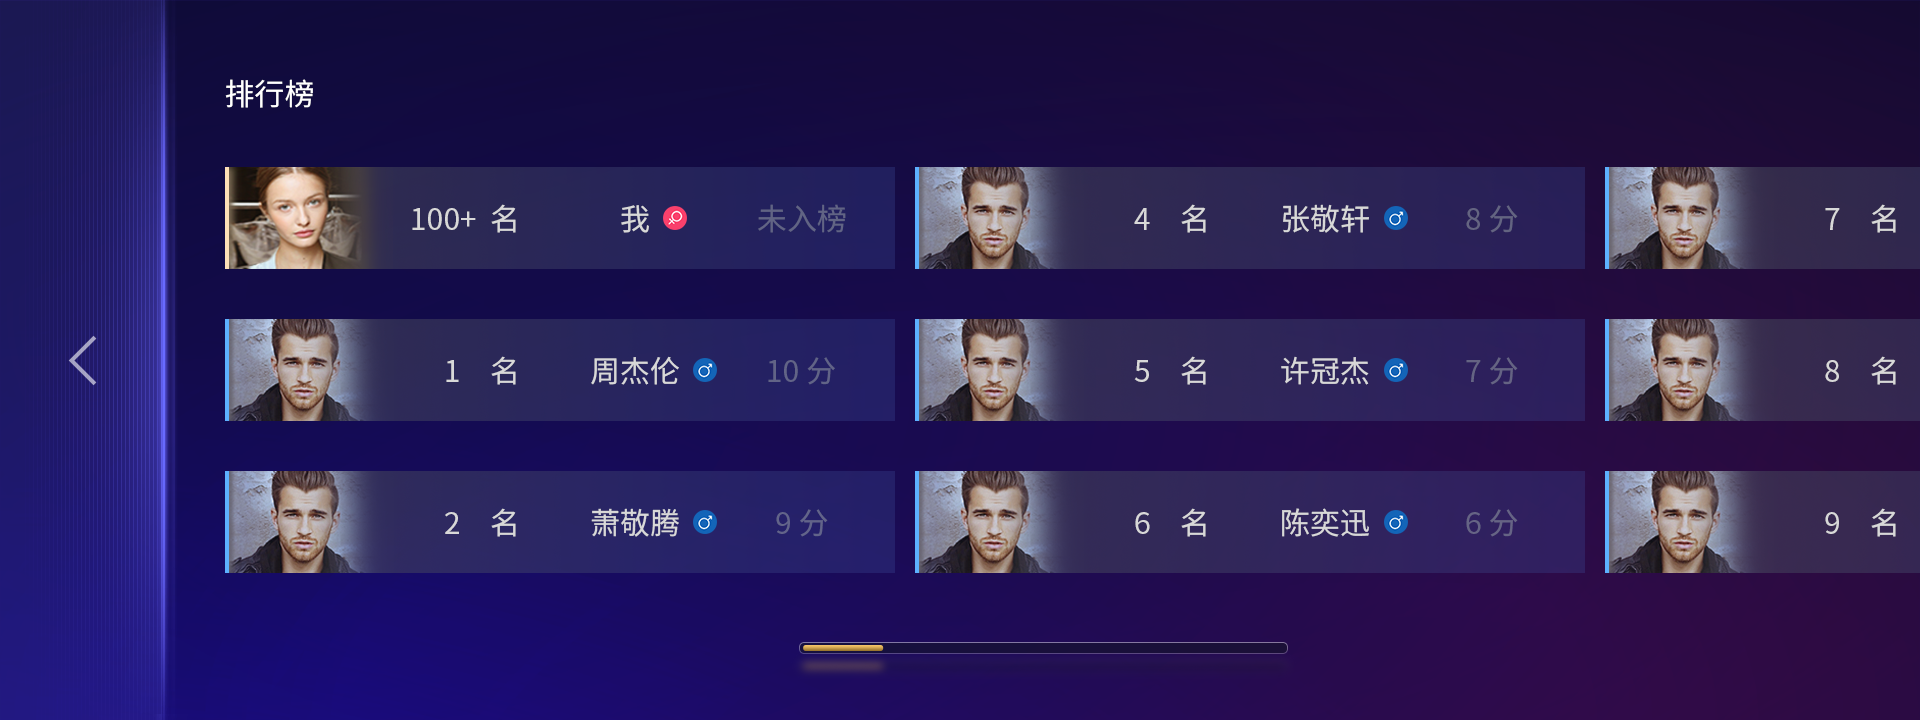 排行榜
100+ 名 我 未入榜
1 名 周杰伦 10 分
2 名 萧敬腾 9 分
4 名 张敬轩 8 分
5 名 许冠杰 7 分
6 名 陈奕迅 6 分
7 名
8 名
9 名